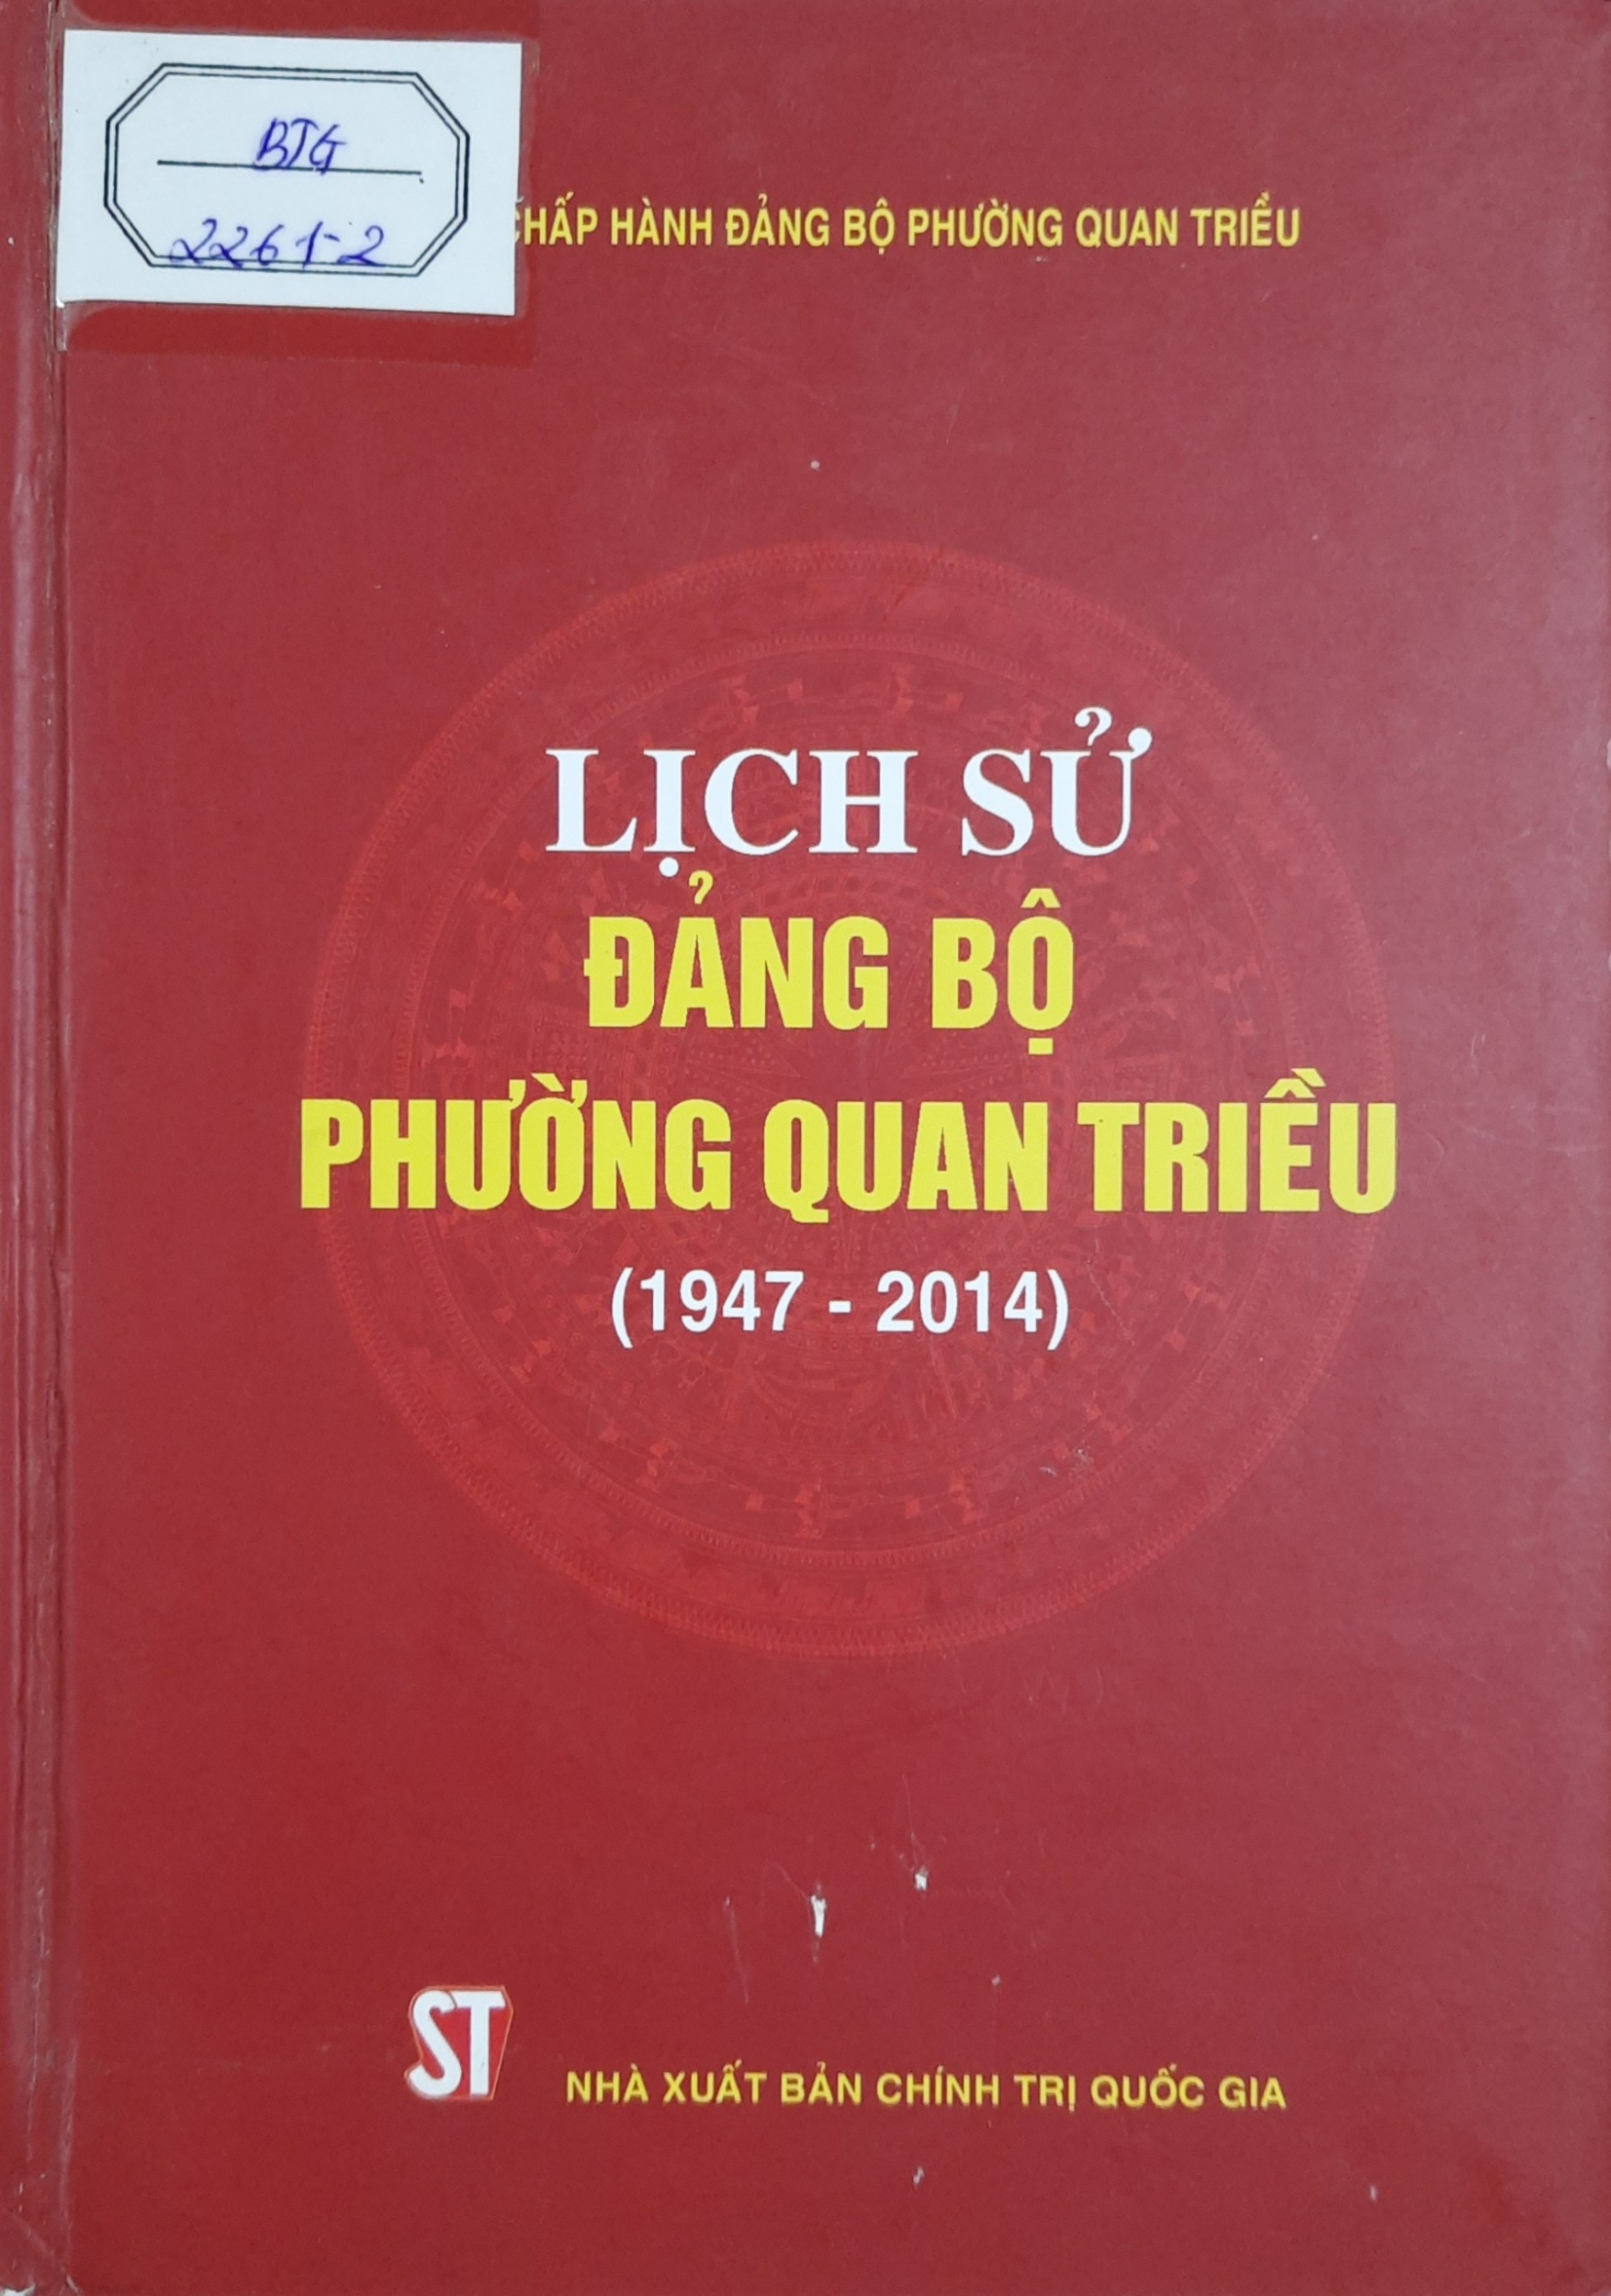 BTG
2261-2
CHẤP HÀNH ĐẢNG BỘ PHƯỜNG QUAN TRIỀU
LỊCH SỬ
ĐẢNG BỘ
PHƯỜNG QUAN TRIỀU
(1947 - 2014)
ST
NHÀ XUẤT BẢN CHÍNH TRỊ QUỐC GIA